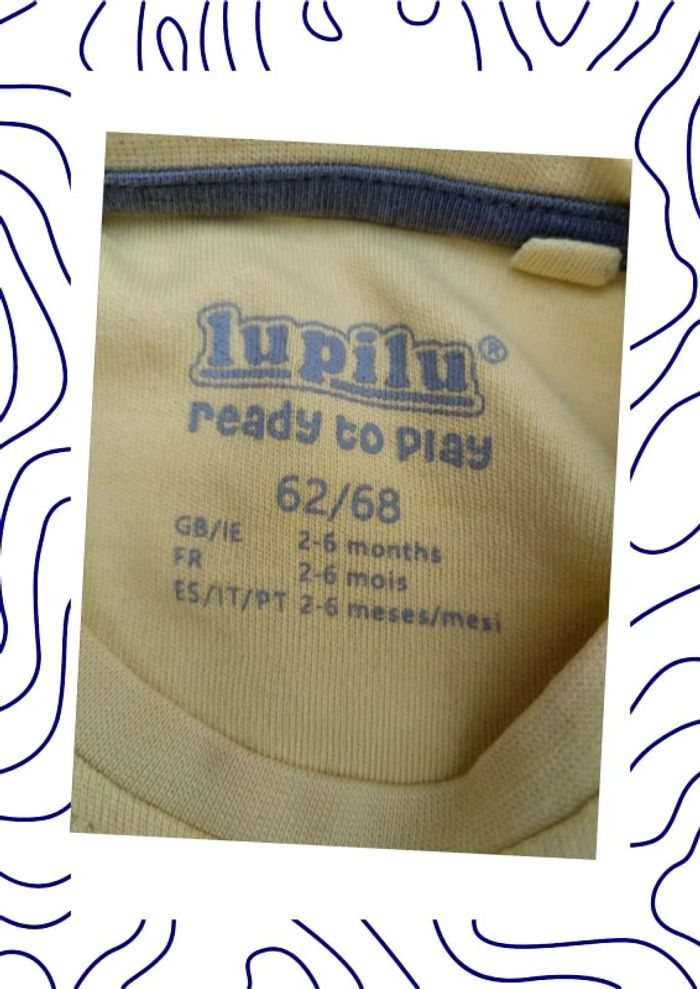 lupilu®
ready to play
62/68
GB/IE 2-6 months
FR 2-6 mois
ES/IT/PT 2-6 meses/mesi